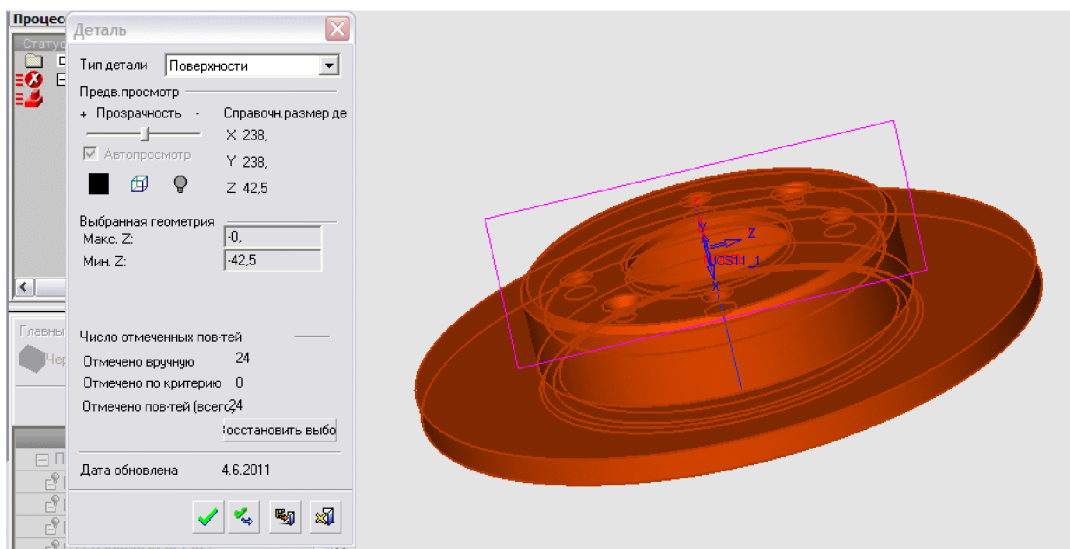 Процес
Деталь
Статус
Тип детали Поверхности
Предв.просмотр
+ Прозрачность - Справочн.размер де
X 238,
Автопросмотр
Y 238,
Z 42,5
Выбранная геометрия
Макс. Z: -0,
Мин. Z: -42,5
Главны
Чер
Число отмеченных пов-тей
Отмечено вручную 24
Отмечено по критерию 0
Отмечено пов-тей (всего 24
осстановить выбо
Дата обновлена 4.6.2011
П
Y
Z
X